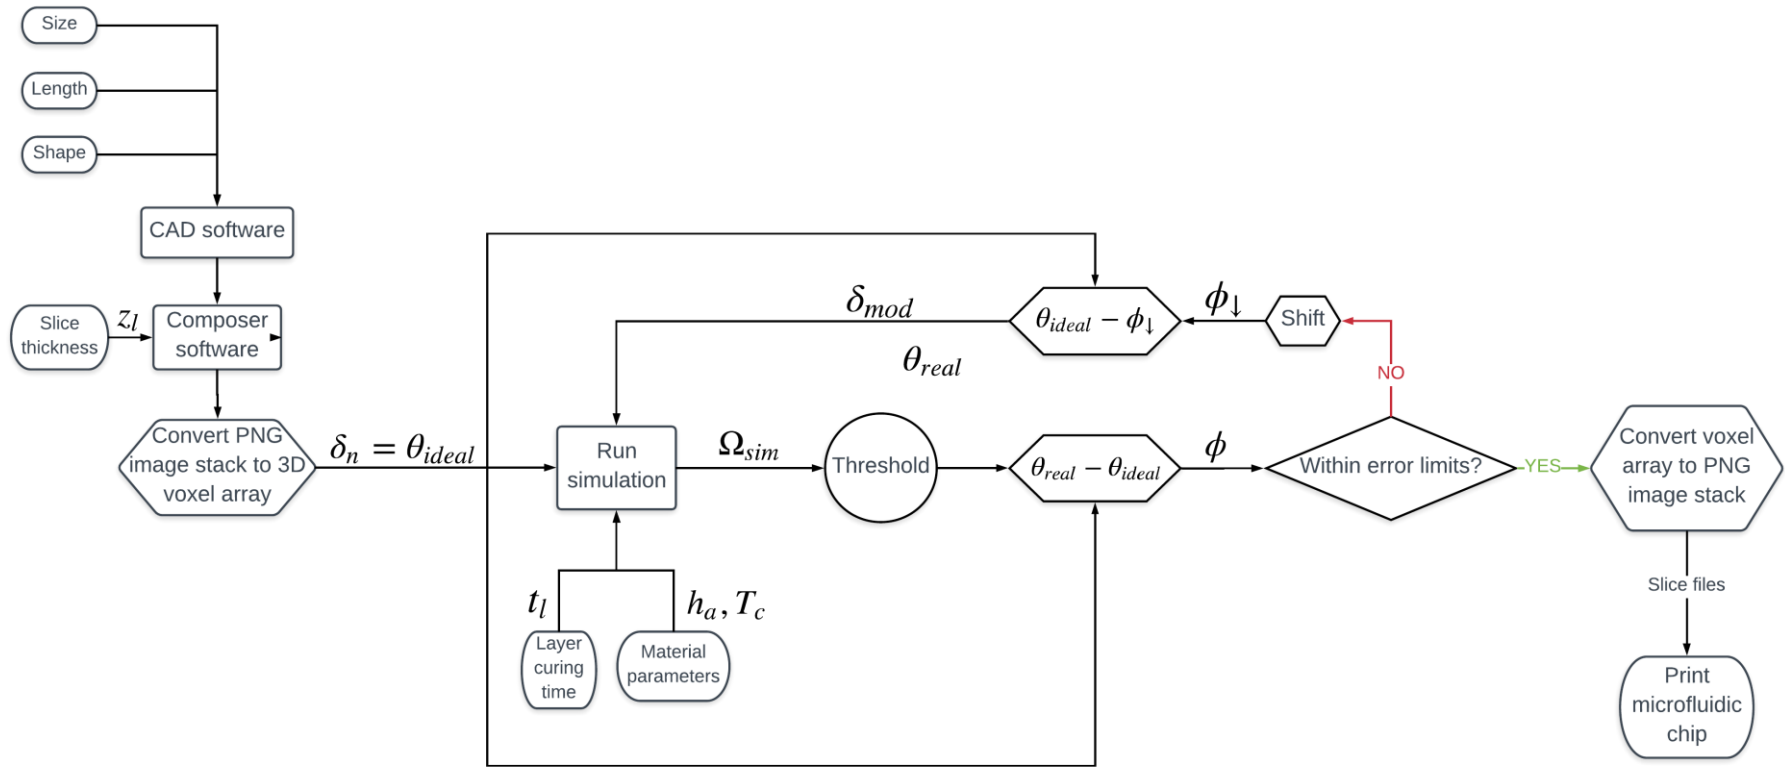 Size
Length
Shape
CAD software
Slice
thickness
z_l
Composer
software
Convert PNG
image stack to 3D
voxel array
δ_n = θ_ideal
Run
simulation
t_l
h_a, T_c
Layer
curing
time
Material
parameters
Ω_sim
Threshold
θ_real
θ_real − θ_ideal
ϕ
Within error limits?
NO
Shift
ϕ↓
θ_ideal − ϕ↓
δ_mod
YES
Convert voxel
array to PNG
image stack
Slice files
Print
microfluidic
chip